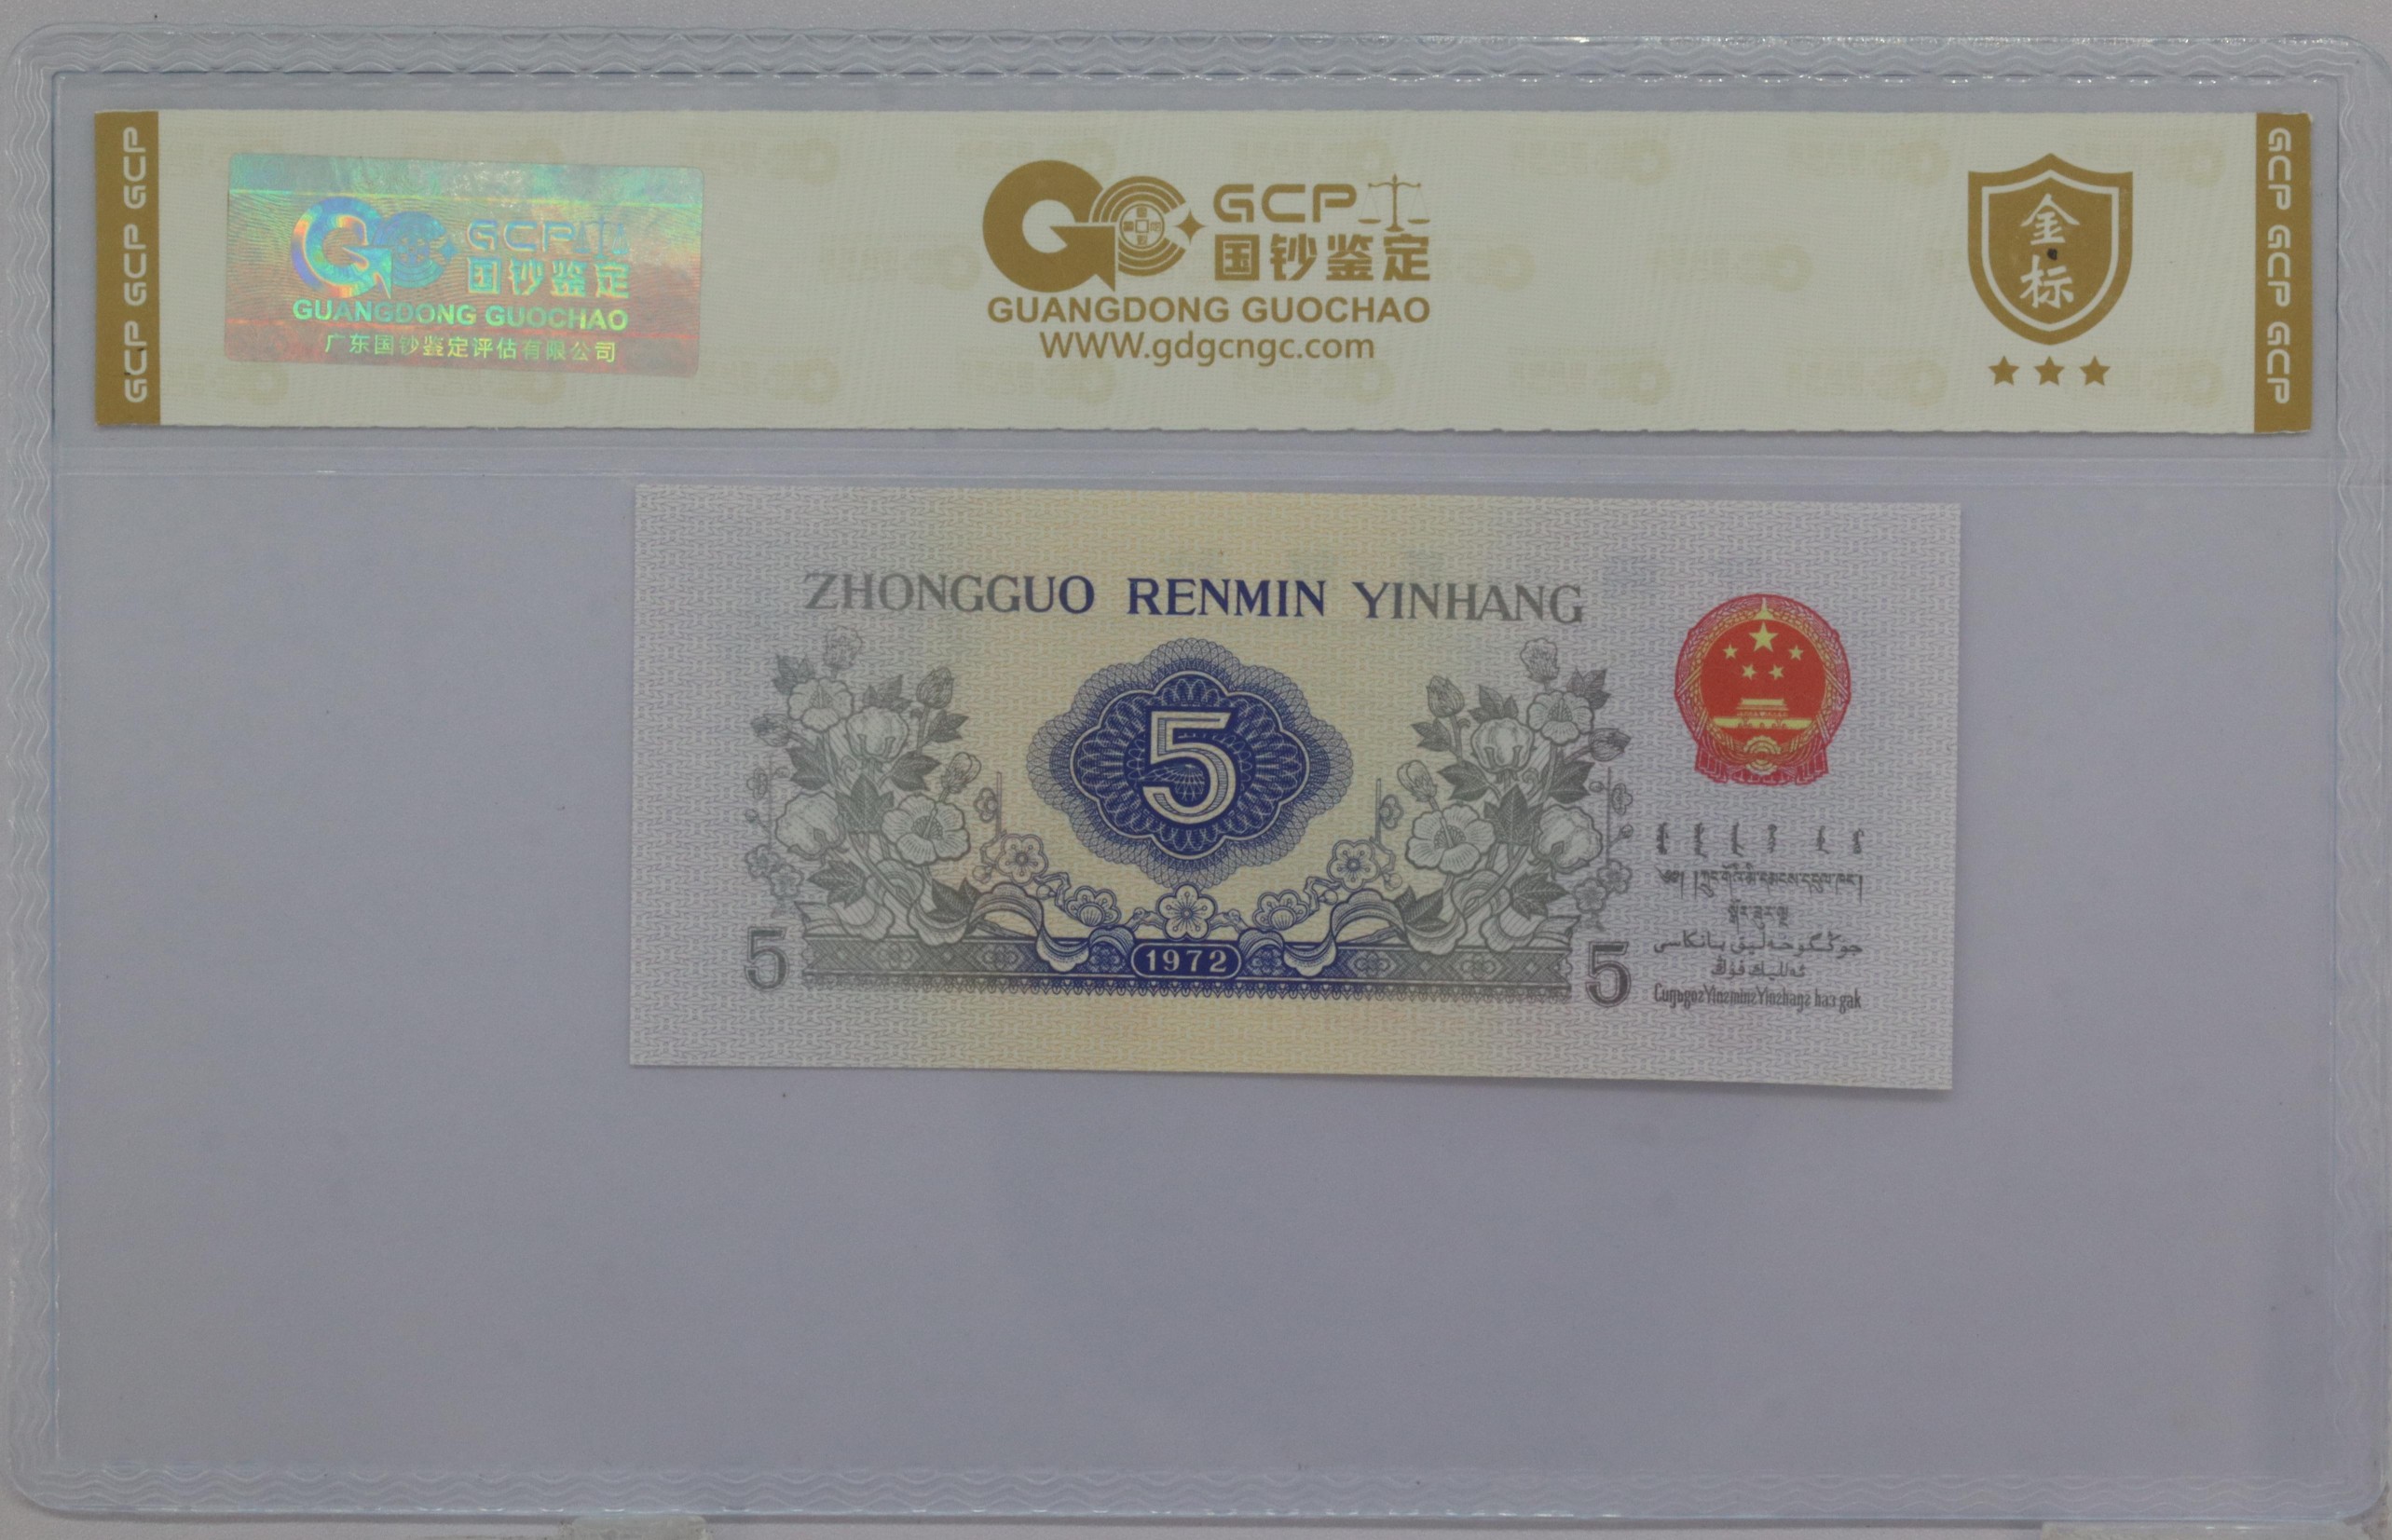 GCP GCP GCP
GCP
国钞鉴定
GUANGDONG GUOCHAO
广东国钞鉴定评估有限公司
GCP
国钞鉴定
GUANGDONG GUOCHAO
WWW.gdgcngc.com
金
标
GCP GCP GCP
ZHONGGUO RENMIN YINHANG
5
1972
5
5
جۇڭگوخەلىق بانكاسى